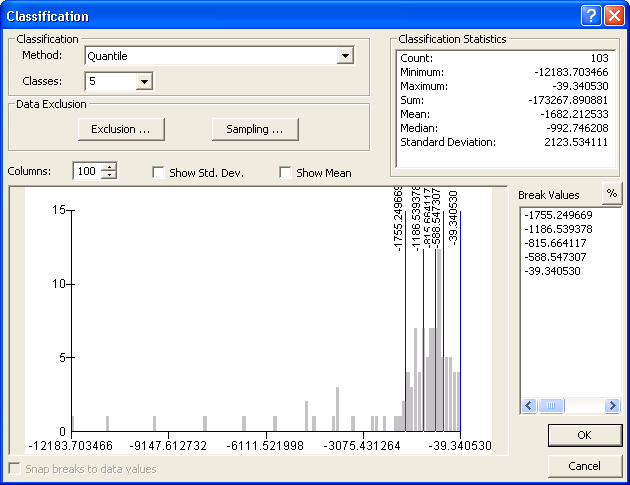 Classification
Classification
Method: Quantile
Classes: 5
Data Exclusion
Exclusion ...
Sampling ...
Classification Statistics
Count: 103
Minimum: -12183.703466
Maximum: -39.340530
Sum: -173267.890881
Mean: -1682.212533
Median: -992.746208
Standard Deviation: 2123.534111
Columns: 100 Show Std. Dev. Show Mean
-1755.249669
-1186.539378
-815.664117
-588.547307
-39.340530
15
10
5
0
-12183.703466 -9147.612732 -6111.521998 -3075.431264 -39.340530
Break Values %
-1755.249669
-1186.539378
-815.664117
-588.547307
-39.340530
OK
Cancel
Snap breaks to data values